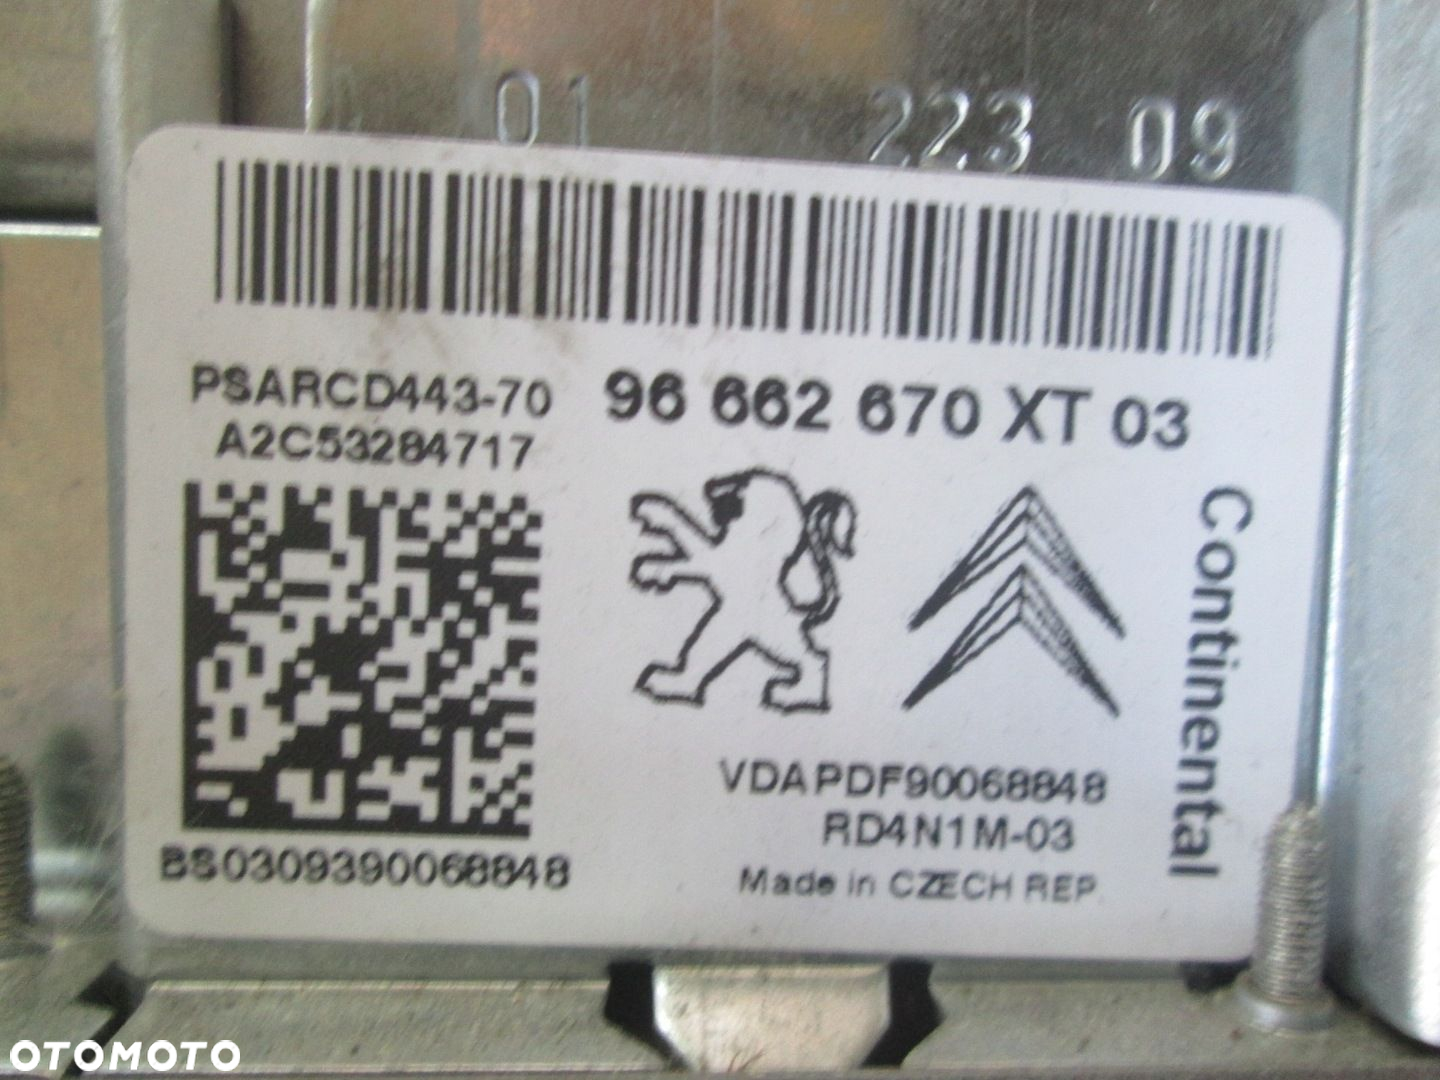 01 223 09
PSARCD443-70
A2C53284717
96 662 670 XT 03
Continental
VDAPDF90068848
RD4N1M-03
BS0309390068848
Made in CZECH REP.
OTOMOTO